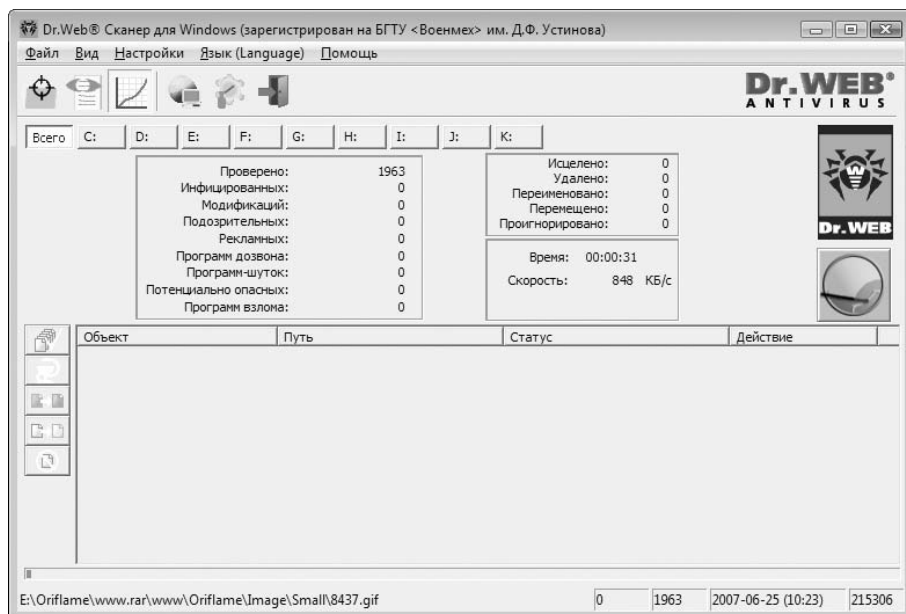 Dr.Web® Сканер для Windows (зарегистрирован на БГТУ <Военмех> им. Д.Ф. Устинова)
Файл Вид Настройки Язык (Language) Помощь
Dr.WEB®
ANTIVIRUS
Всего C: D: E: F: G: H: I: J: K:
Проверено: 1963
Инфицированных: 0
Модификаций: 0
Подозрительных: 0
Рекламных: 0
Программ дозвона: 0
Программ-шуток: 0
Потенциально опасных: 0
Программ взлома: 0
Исцелено: 0
Удалено: 0
Переименовано: 0
Перемещено: 0
Проигнорировано: 0
Время: 00:00:31
Скорость: 848 КБ/с
Dr.WEB
Объект Путь Статус Действие
E:\Oriflame\www.rar\www\Oriflame\Image\Small\8437.gif 0 1963 2007-06-25 (10:23) 215306